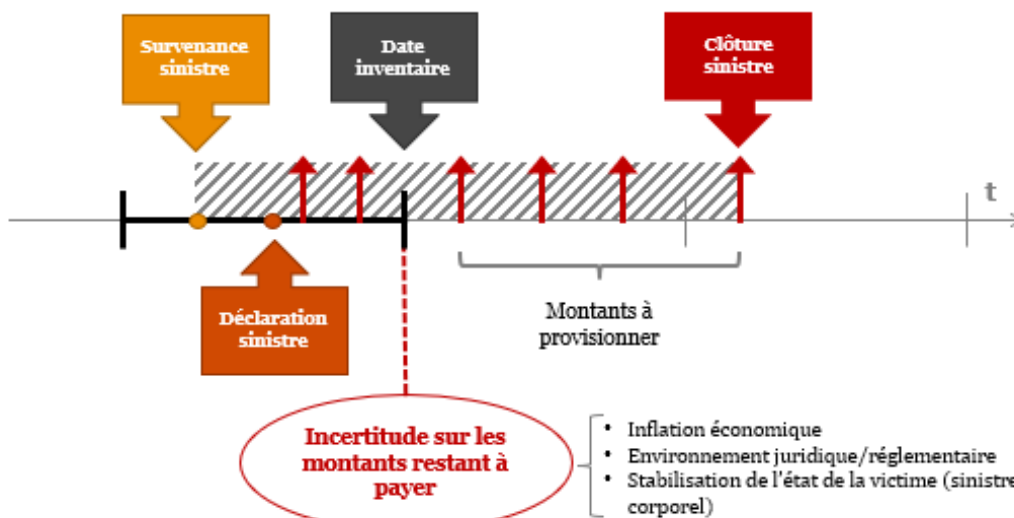 Survenance
sinistre
Date
inventaire
Clôture
sinistre
t
Déclaration
sinistre
Montants à
provisionner
Incertitude sur les
montants restant à
payer
• Inflation économique
• Environnement juridique/réglementaire
• Stabilisation de l'état de la victime (sinistre
corporel)